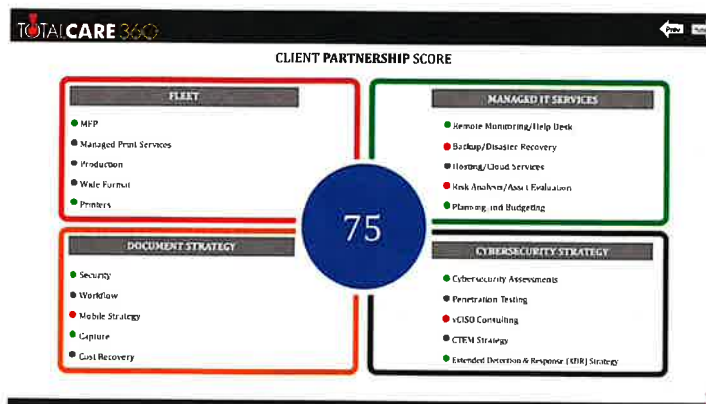 TOTALCARE 360
Prev
CLIENT PARTNERSHIP SCORE
FLEET
MFP
Managed Print Services
Production
Wide Format
Printers
MANAGED IT SERVICES
Remote Monitoring/Help Desk
Backup/Disaster Recovery
Hosting/Cloud Services
Risk Analysis/Asset Evaluation
Planning and Budgeting
75
DOCUMENT STRATEGY
Security
Workflow
Mobile Strategy
Capture
Cost Recovery
CYBERSECURITY STRATEGY
Cybersecurity Assessments
Penetration Testing
vCISO Consulting
CTEM Strategy
Extended Detection & Response (XDR) Strategy